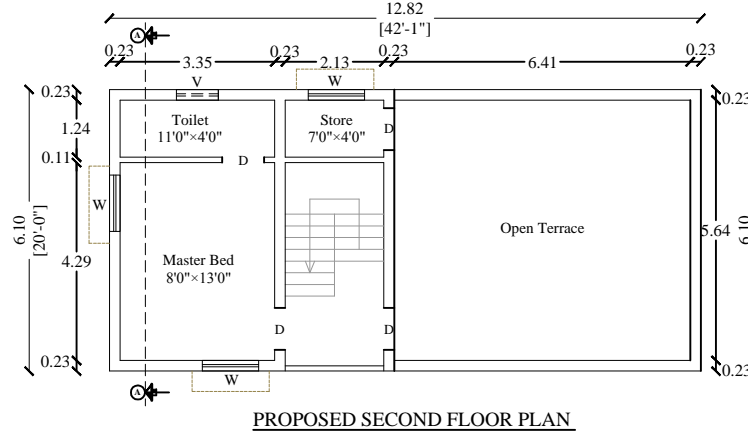 12.82
[42'-1"]
A
0.23 3.35 0.23 2.13 0.23 6.41 0.23
V W
0.23 0.23
Toilet Store
11'0"×4'0" 7'0"×4'0"
1.24
D
0.11 D
W
6.10
[20'-0"]
Open Terrace
5.64 6.10
4.29
Master Bed
8'0"×13'0"
D D
0.23 0.23
W
A
PROPOSED SECOND FLOOR PLAN